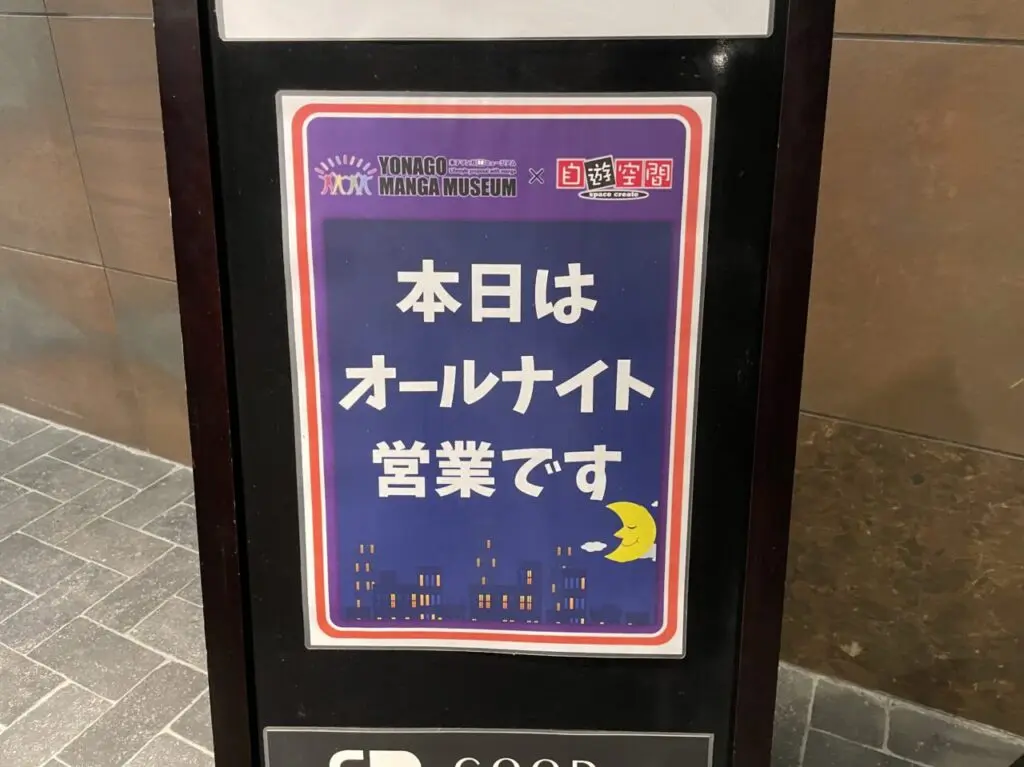 YONAGO
MANGA MUSEUM
×
自遊空間
space create
本日は
オールナイト
営業です
GOOD